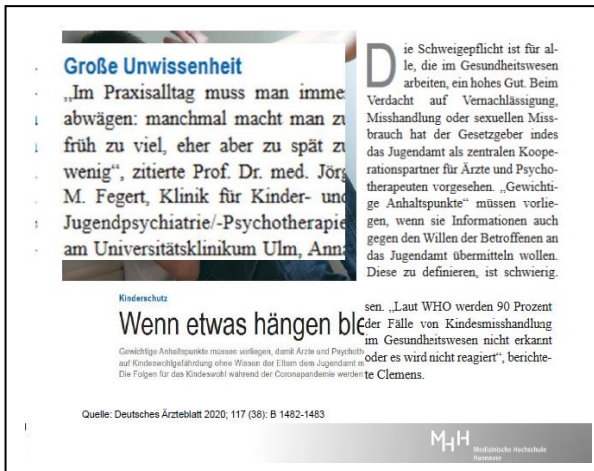 Große Unwissenheit
„Im Praxisalltag muss man imme
abwägen: manchmal macht man zu
früh zu viel, eher aber zu spät zu
wenig“, zitierte Prof. Dr. med. Jörg
M. Fegert, Klinik für Kinder- und
Jugendpsychiatrie/-Psychotherapie
am Universitätsklinikum Ulm, Anna
Die Schweigepflicht ist für al-
le, die im Gesundheitswesen
arbeiten, ein hohes Gut. Beim
Verdacht auf Vernachlässigung,
Misshandlung oder sexuellen Miss-
brauch hat der Gesetzgeber indes
das Jugendamt als zentralen Koope-
rationspartner für Ärzte und Psycho-
therapeuten vorgesehen. „Gewichti-
ge Anhaltspunkte“ müssen vorlie-
gen, wenn sie Informationen auch
gegen den Willen der Betroffenen an
das Jugendamt übermitteln wollen.
Diese zu definieren, ist schwierig.
Kinderschutz
Wenn etwas hängen ble
Gewichtige Anhaltspunkte müssen vorliegen, damit Ärzte und Psychoth
auf Kindeswohlgefährdung ohne Wissen der Eltern dem Jugendamt m
Die Folgen für das Kindeswohl während der Coronapandemie werden
sen. „Laut WHO werden 90 Prozent
der Fälle von Kindesmisshandlung
im Gesundheitswesen nicht erkannt
oder es wird nicht reagiert“, berichte-
te Clemens.
Quelle: Deutsches Ärzteblatt 2020; 117 (38): B 1482-1483
MHH
Medizinische Hochschule
Hannover